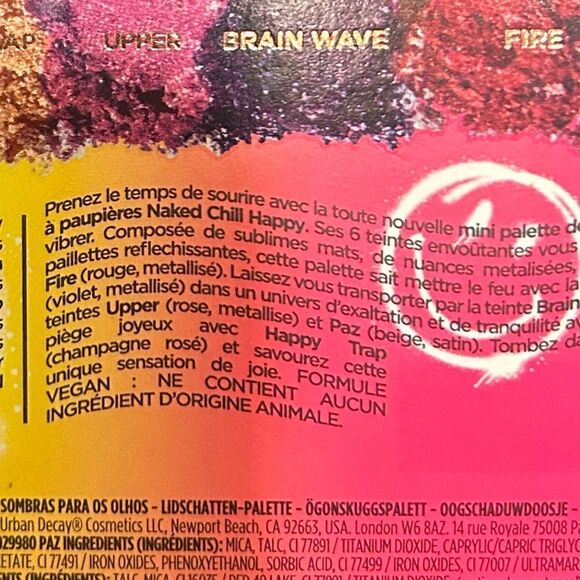 AP UPPER BRAIN WAVE FIRE
Prenez le temps de sourire avec la toute nouvelle mini palette de
à paupières Naked Chill Happy. Ses 6 teintes envoûtantes vous
vibrer. Composée de sublimes mats, de nuances metalisées,
paillettes reflechissantes, cette palette sait mettre le feu avec la
Fire (rouge, metallisé). Laissez vous transporter par la teinte Brain
(violet, metallisé) dans un univers d'exaltation et de tranquilité a
teintes Upper (rose, metallise) et Paz (beige, satin). Tombez da
piège joyeux avec Happy Trap
(champagne rosé) et savourez cette
unique sensation de joie. FORMULE
VEGAN : NE CONTIENT AUCUN
INGRÉDIENT D'ORIGINE ANIMALE.
SOMBRAS PARA OS OLHOS - LIDSCHATTEN-PALETTE - ÖGONSKUGGSPALETT - OOGSCHADUWDOOSJE -
Urban Decay® Cosmetics LLC, Newport Beach, CA 92663, USA. London W6 8AZ. 14 rue Royale 75008 Pa
029980 PAZ INGREDIENTS (INGRÉDIENTS): MICA, TALC, CI 77891 / TITANIUM DIOXIDE, CAPRYLIC/CAPRIC TRIGLY
ETATE, CI 77491 / IRON OXIDES, PHENOXYETHANOL, SORBIC ACID, CI 77499 / IRON OXIDES, CI 77007 / ULTRAMAR